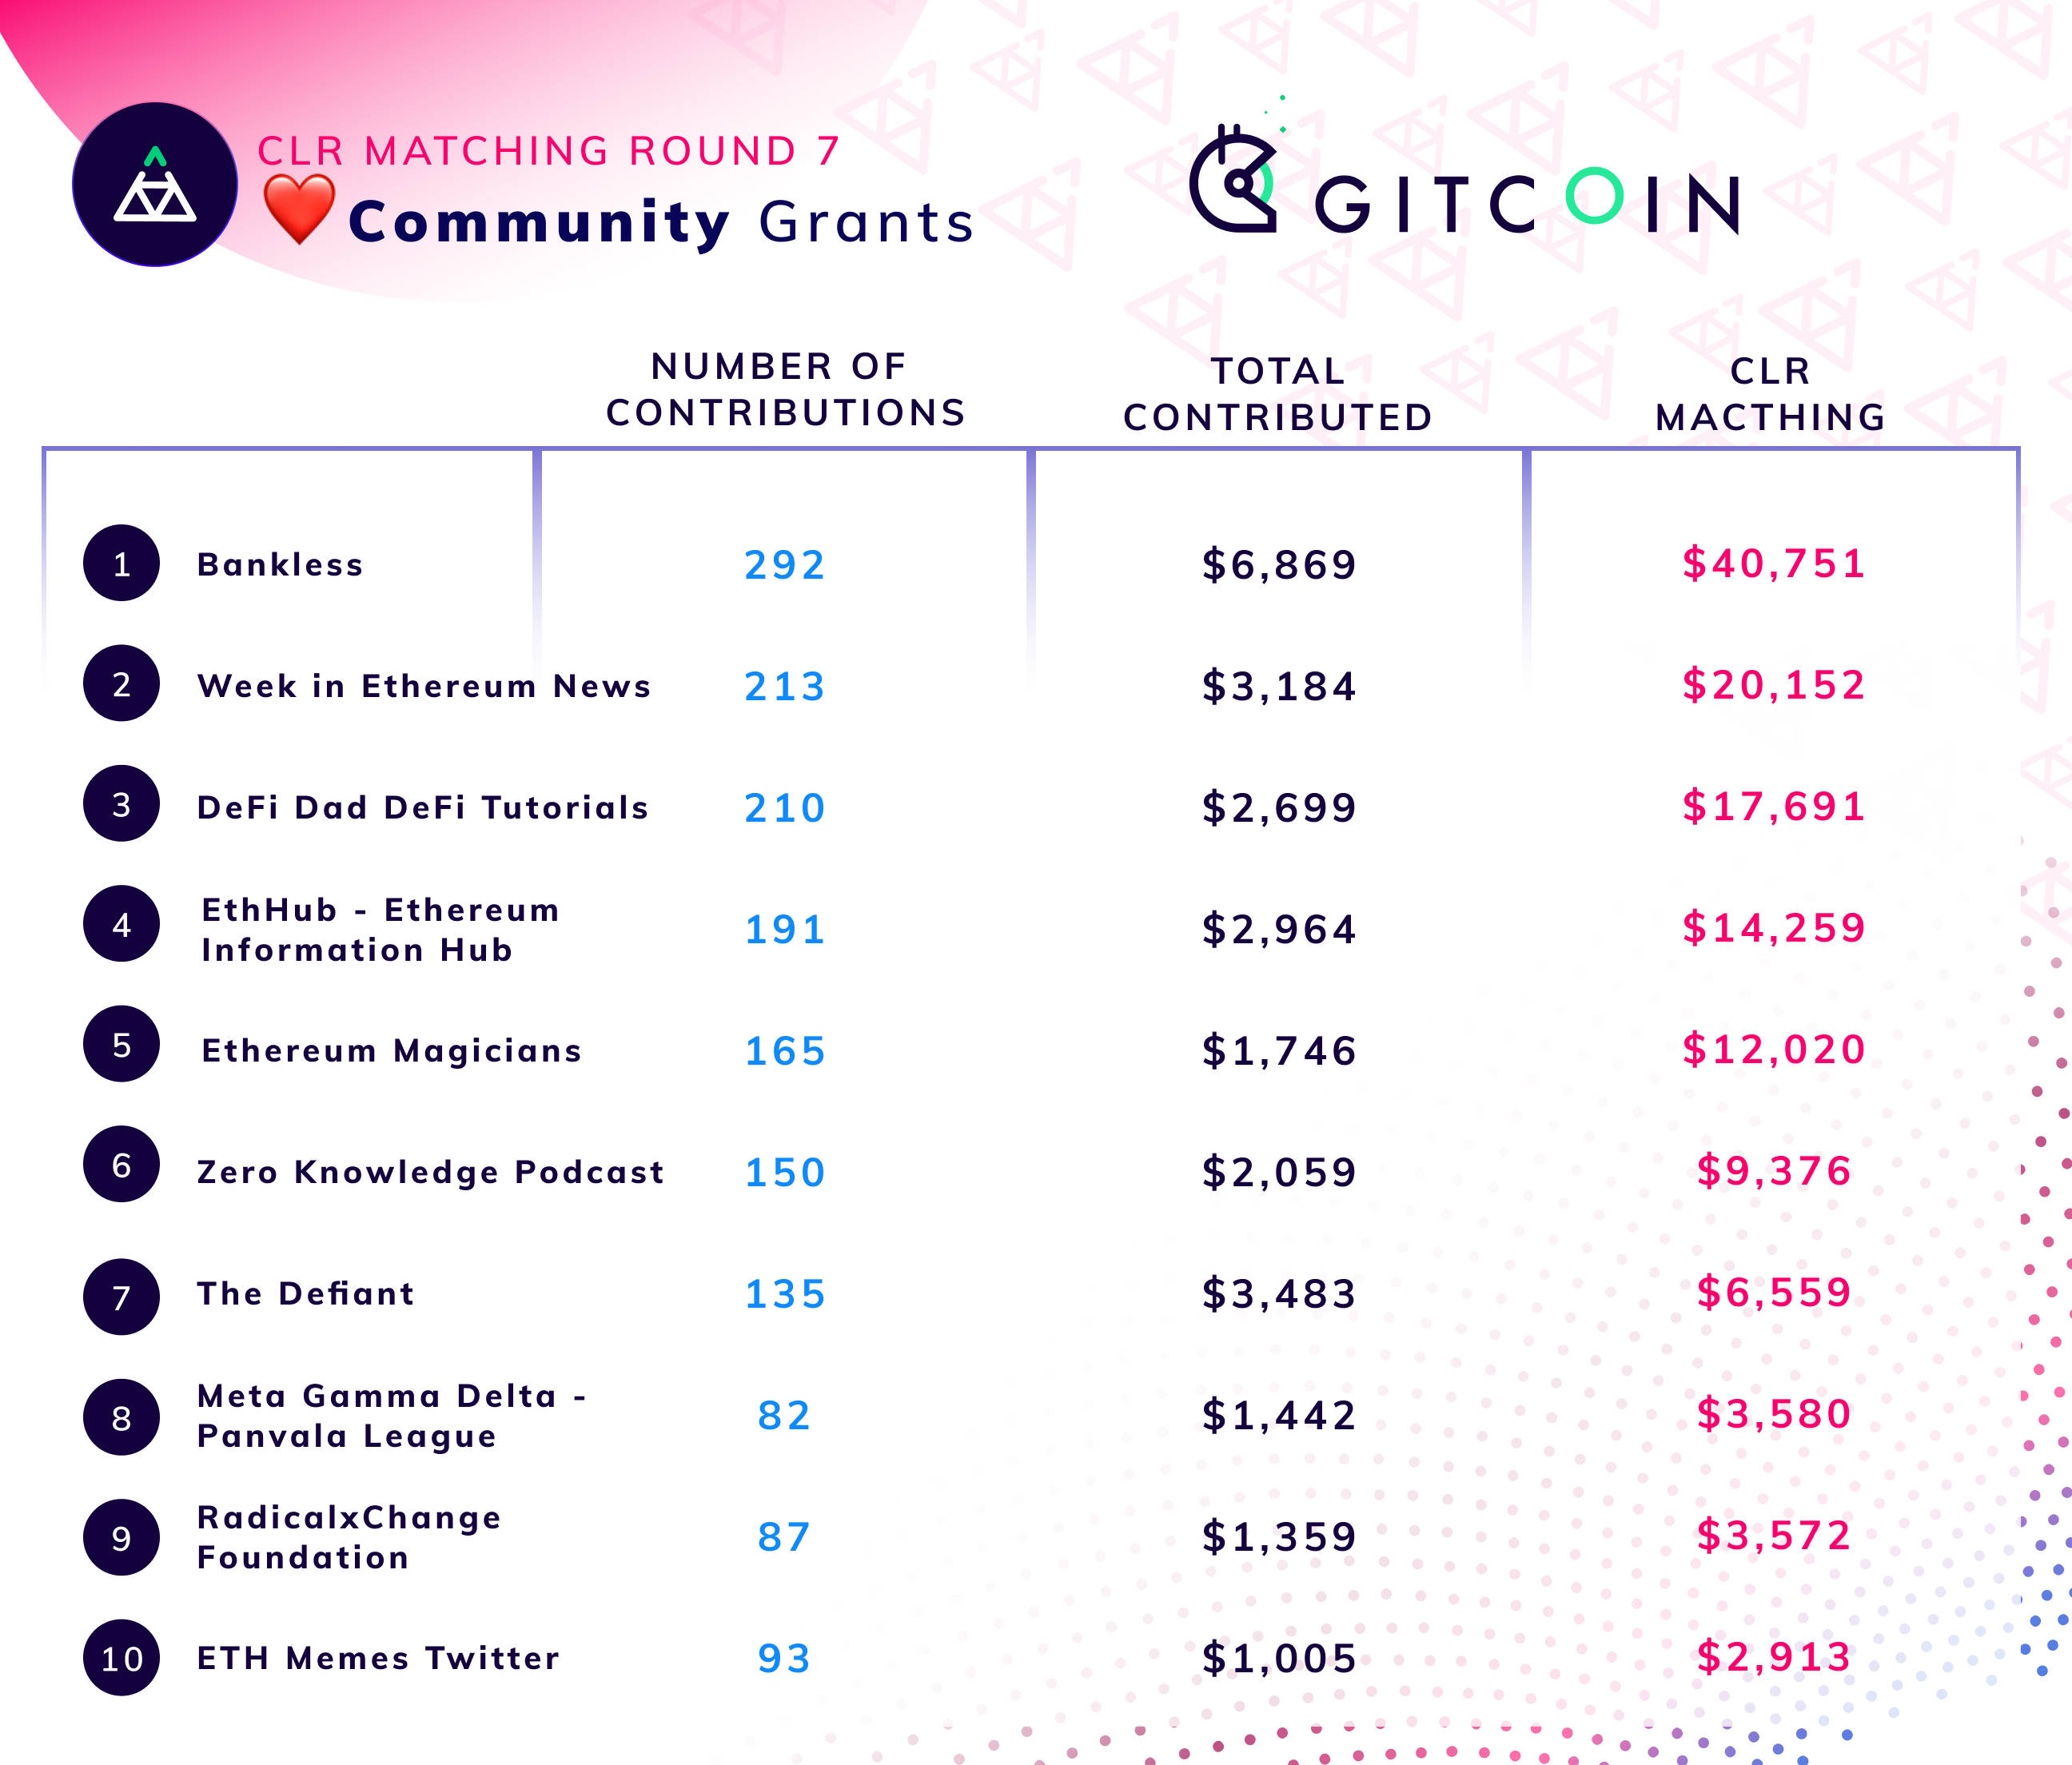 CLR MATCHING ROUND 7
Community Grants
GITCOIN
NUMBER OF
CONTRIBUTIONS
TOTAL
CONTRIBUTED
CLR
MACTHING
1 Bankless 292 $6,869 $40,751
2 Week in Ethereum News 213 $3,184 $20,152
3 DeFi Dad DeFi Tutorials 210 $2,699 $17,691
4 EthHub - Ethereum
Information Hub 191 $2,964 $14,259
5 Ethereum Magicians 165 $1,746 $12,020
6 Zero Knowledge Podcast 150 $2,059 $9,376
7 The Defiant 135 $3,483 $6,559
8 Meta Gamma Delta -
Panvala League 82 $1,442 $3,580
9 RadicalxChange
Foundation 87 $1,359 $3,572
10 ETH Memes Twitter 93 $1,005 $2,913